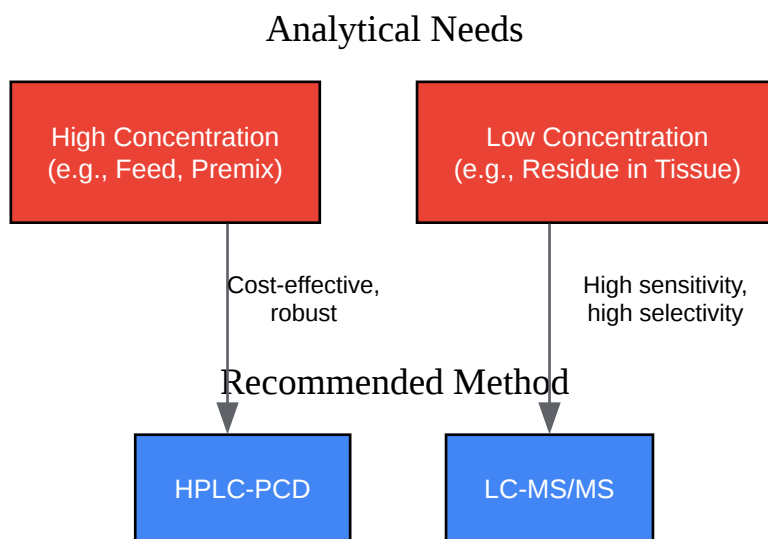 Analytical Needs
High Concentration
(e.g., Feed, Premix)
Low Concentration
(e.g., Residue in Tissue)
Cost-effective,
robust
High sensitivity,
high selectivity
Recommended Method
HPLC-PCD
LC-MS/MS